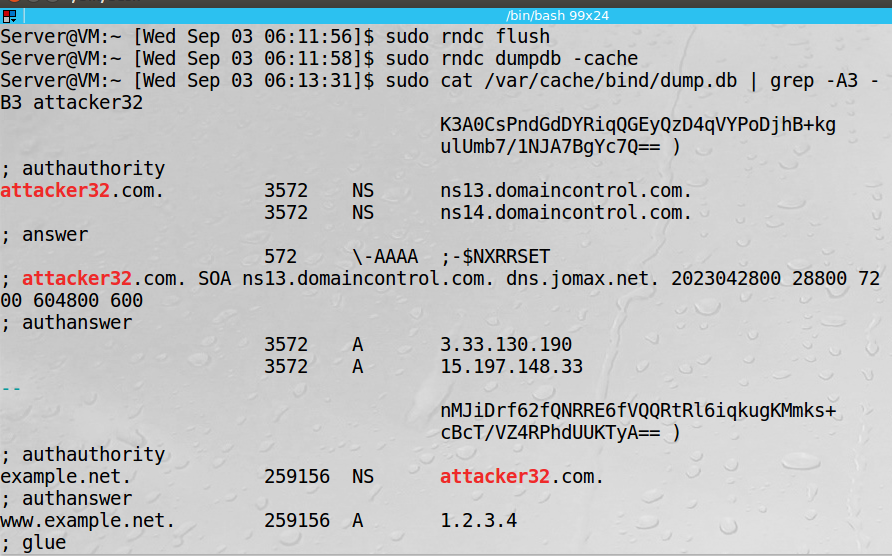 /bin/bash 99x24
Server@VM:~ [Wed Sep 03 06:11:56]$ sudo rndc flush
Server@VM:~ [Wed Sep 03 06:11:58]$ sudo rndc dumpdb -cache
Server@VM:~ [Wed Sep 03 06:13:31]$ sudo cat /var/cache/bind/dump.db | grep -A3 -
B3 attacker32
K3A0CsPndGdDYRiqQGEyQzD4qVYPoDjhB+kg
ulUmb7/1NJA7BgYc7Q== )
; authauthority
attacker32.com. 3572 NS ns13.domaincontrol.com.
3572 NS ns14.domaincontrol.com.
; answer
572 \-AAAA ;-$NXRRSET
; attacker32.com. SOA ns13.domaincontrol.com. dns.jomax.net. 2023042800 28800 72
00 604800 600
; authanswer
3572 A 3.33.130.190
3572 A 15.197.148.33
--
nMJiDrf62fQNRRE6fVQQRtRl6iqkugKMmks+
cBcT/VZ4RPhdUUKTyA== )
; authauthority
example.net. 259156 NS attacker32.com.
; authanswer
www.example.net. 259156 A 1.2.3.4
; glue